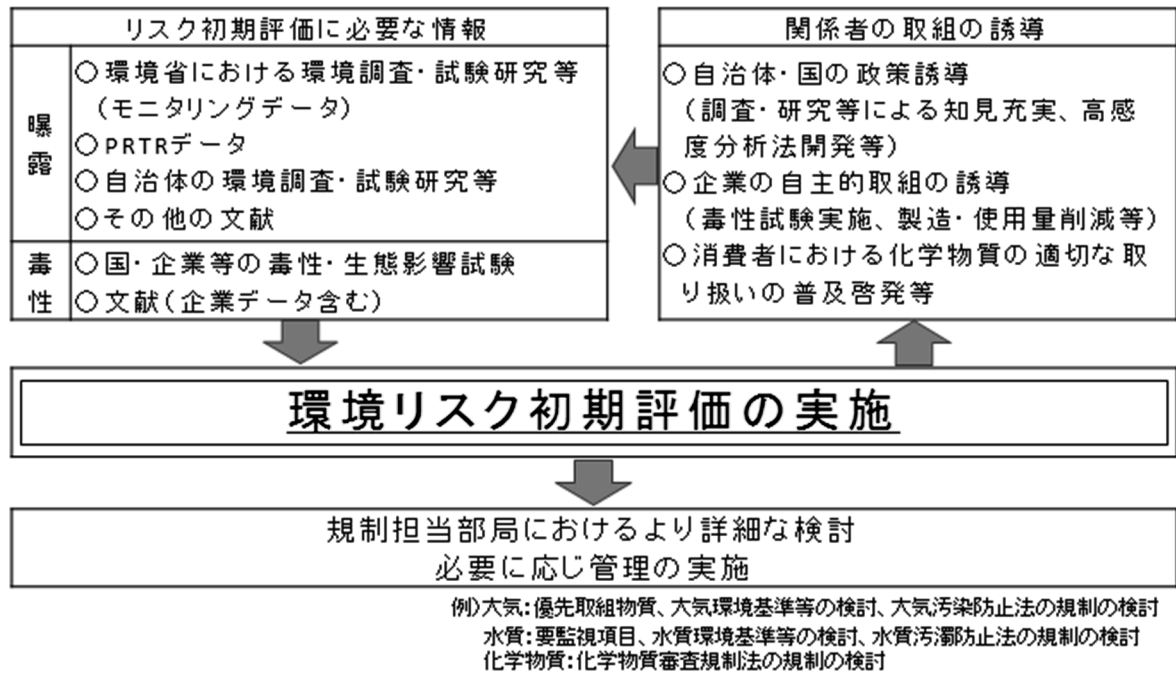 リスク初期評価に必要な情報
曝露
○環境省における環境調査・試験研究等
(モニタリングデータ)
○PRTRデータ
○自治体の環境調査・試験研究等
○その他の文献
毒性
○国・企業等の毒性・生態影響試験
○文献(企業データ含む)
関係者の取組の誘導
○自治体・国の政策誘導
(調査・研究等による知見充実、高感
度分析法開発等)
○企業の自主的取組の誘導
(毒性試験実施、製造・使用量削減等)
○消費者における化学物質の適切な取
り扱いの普及啓発等
環境リスク初期評価の実施
規制担当部局におけるより詳細な検討
必要に応じ管理の実施
例)大気:優先取組物質、大気環境基準等の検討、大気汚染防止法の規制の検討
水質:要監視項目、水質環境基準等の検討、水質汚濁防止法の規制の検討
化学物質:化学物質審査規制法の規制の検討